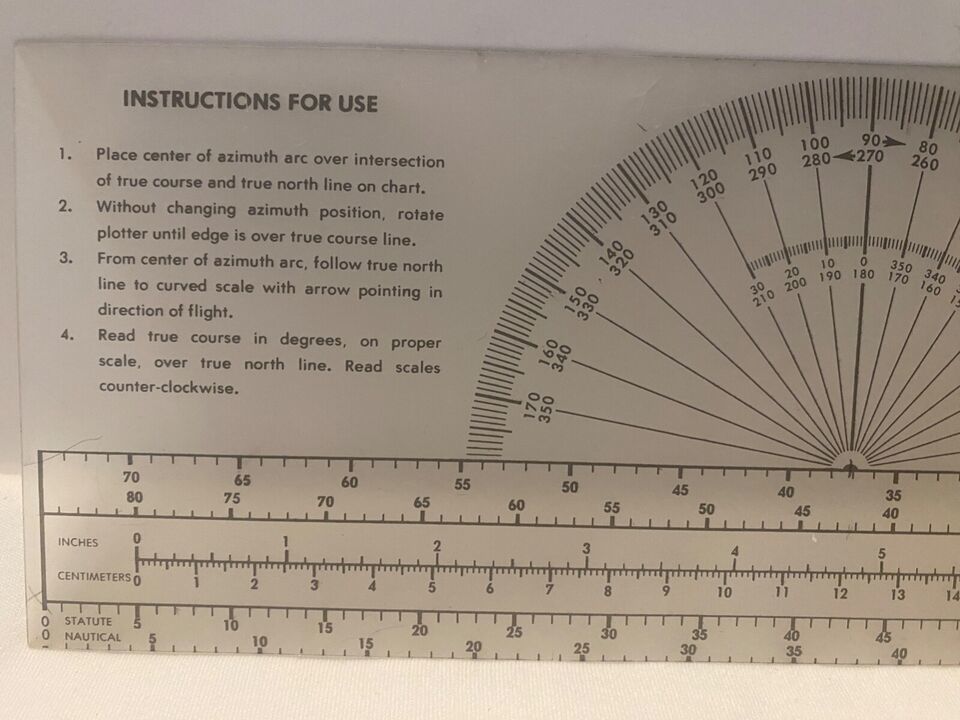 INSTRUCTIONS FOR USE
1. Place center of azimuth arc over intersection
of true course and true north line on chart.
2. Without changing azimuth position, rotate
plotter until edge is over true course line.
3. From center of azimuth arc, follow true north
line to curved scale with arrow pointing in
direction of flight.
4. Read true course in degrees, on proper
scale, over true north line. Read scales
counter-clockwise.
170 160 150 140 130 120 110 100 90 80
350 340 330 320 310 300 290 280 270 260
30 20 10 0 350 340
210 200 190 180 170 160
70 65 60 55 50 45 40 35
80 75 70 65 60 55 50 45 40
INCHES 0 1 2 3 4 5
CENTIMETERS 0 1 2 3 4 5 6 7 8 9 10 11 12 13 14
0 STATUTE 5 10 15 20 25 30 35 40 45
0 NAUTICAL 5 10 15 20 25 30 35 40